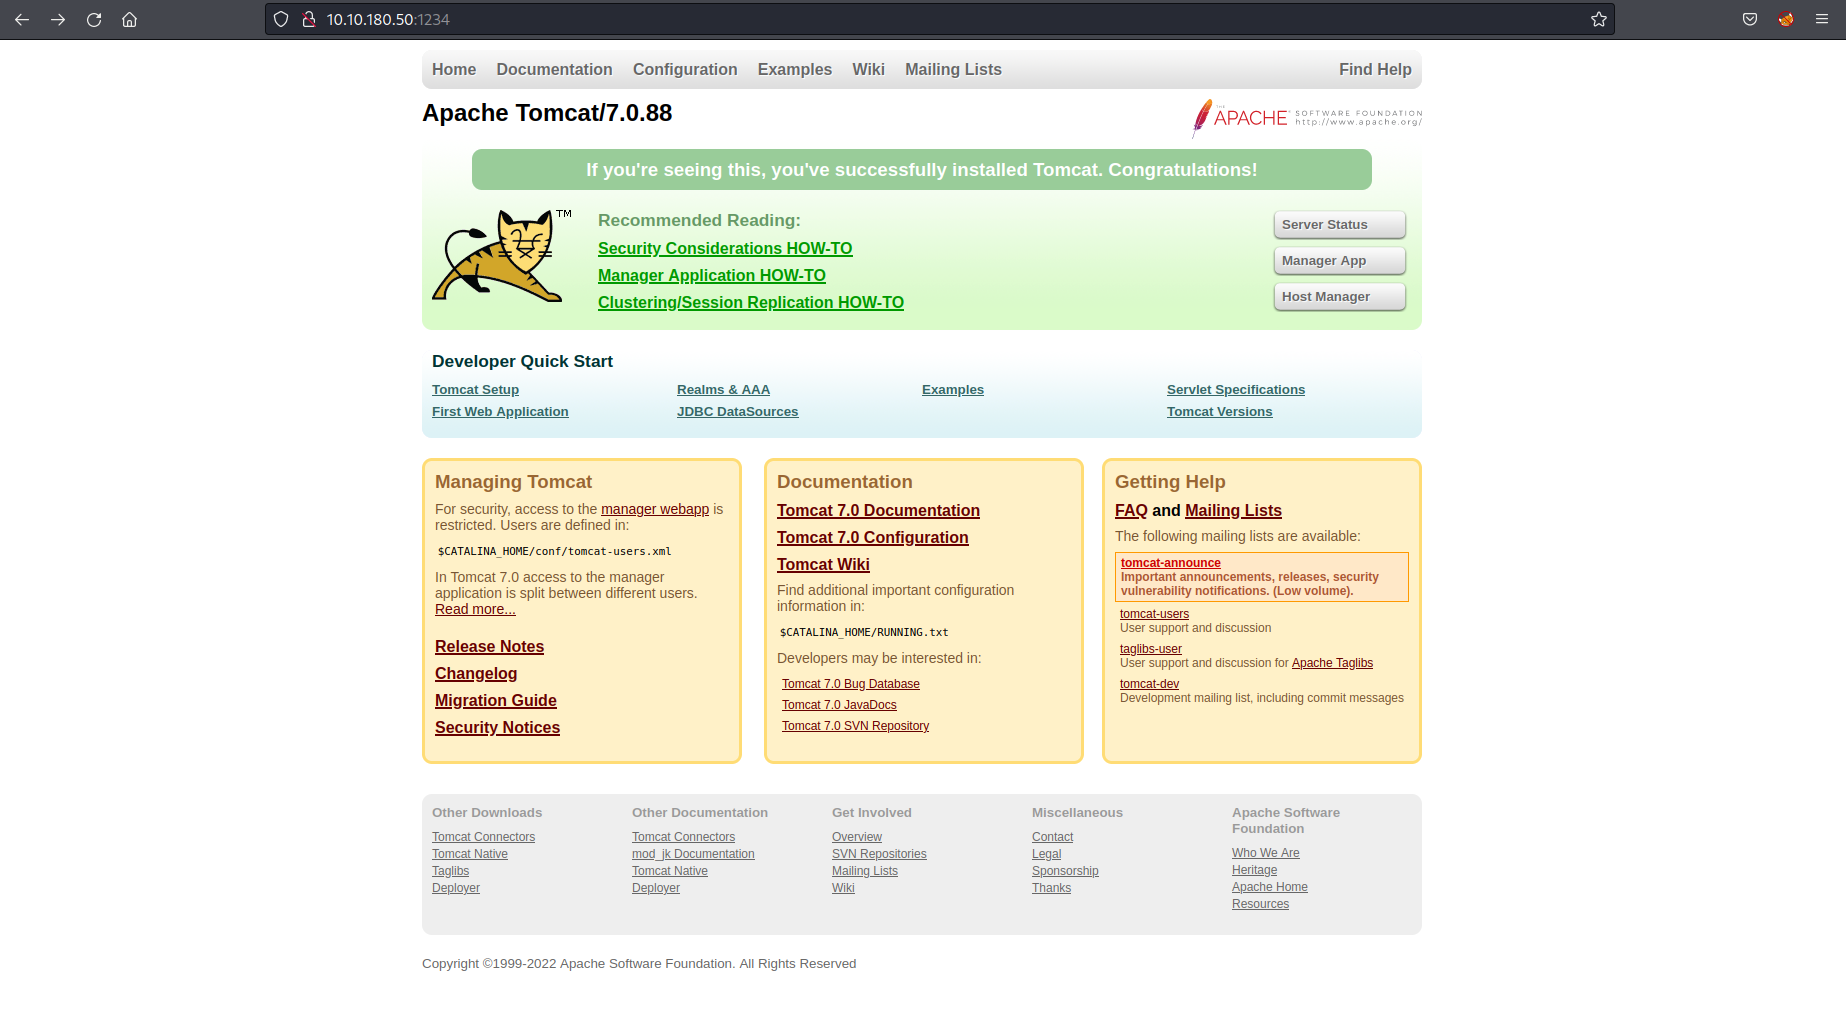 10.10.180.50:1234
Home Documentation Configuration Examples Wiki Mailing Lists Find Help
Apache Tomcat/7.0.88
THE APACHE® SOFTWARE FOUNDATION
http://www.apache.org/
If you're seeing this, you've successfully installed Tomcat. Congratulations!
TM
Recommended Reading:
Security Considerations HOW-TO
Manager Application HOW-TO
Clustering/Session Replication HOW-TO
Server Status
Manager App
Host Manager
Developer Quick Start
Tomcat Setup
First Web Application
Realms & AAA
JDBC DataSources
Examples
Servlet Specifications
Tomcat Versions
Managing Tomcat
For security, access to the manager webapp is
restricted. Users are defined in:
$CATALINA_HOME/conf/tomcat-users.xml
In Tomcat 7.0 access to the manager
application is split between different users.
Read more...
Release Notes
Changelog
Migration Guide
Security Notices
Documentation
Tomcat 7.0 Documentation
Tomcat 7.0 Configuration
Tomcat Wiki
Find additional important configuration
information in:
$CATALINA_HOME/RUNNING.txt
Developers may be interested in:
Tomcat 7.0 Bug Database
Tomcat 7.0 JavaDocs
Tomcat 7.0 SVN Repository
Getting Help
FAQ and Mailing Lists
The following mailing lists are available:
tomcat-announce
Important announcements, releases, security
vulnerability notifications. (Low volume).
tomcat-users
User support and discussion
taglibs-user
User support and discussion for Apache Taglibs
tomcat-dev
Development mailing list, including commit messages
Other Downloads
Tomcat Connectors
Tomcat Native
Taglibs
Deployer
Other Documentation
Tomcat Connectors
mod_jk Documentation
Tomcat Native
Deployer
Get Involved
Overview
SVN Repositories
Mailing Lists
Wiki
Miscellaneous
Contact
Legal
Sponsorship
Thanks
Apache Software
Foundation
Who We Are
Heritage
Apache Home
Resources
Copyright ©1999-2022 Apache Software Foundation. All Rights Reserved